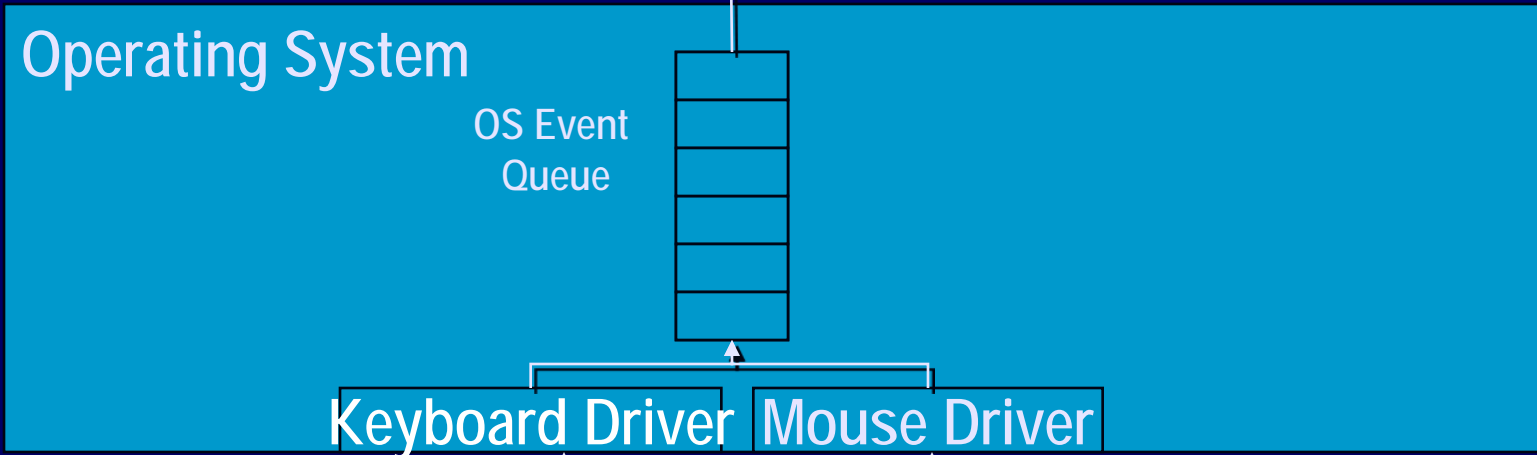 Operating System
OS Event
Queue
Keyboard Driver
Mouse Driver